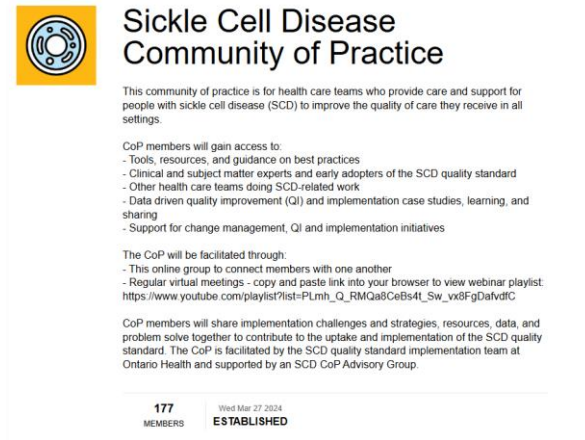 Sickle Cell Disease
Community of Practice
This community of practice is for health care teams who provide care and support for
people with sickle cell disease (SCD) to improve the quality of care they receive in all
settings.
CoP members will gain access to:
- Tools, resources, and guidance on best practices
- Clinical and subject matter experts and early adopters of the SCD quality standard
- Other health care teams doing SCD-related work
- Data driven quality improvement (QI) and implementation case studies, learning, and
sharing
- Support for change management, QI and implementation initiatives
The CoP will be facilitated through:
- This online group to connect members with one another
- Regular virtual meetings - copy and paste link into your browser to view webinar playlist:
https://www.youtube.com/playlist?list=PLmh_Q_RMQa8CeBs4t_Sw_vx8FgDafvdfC
CoP members will share implementation challenges and strategies, resources, data, and
problem solve together to contribute to the uptake and implementation of the SCD quality
standard. The CoP is facilitated by the SCD quality standard implementation team at
Ontario Health and supported by an SCD CoP Advisory Group.
177
MEMBERS
Wed Mar 27 2024
ESTABLISHED